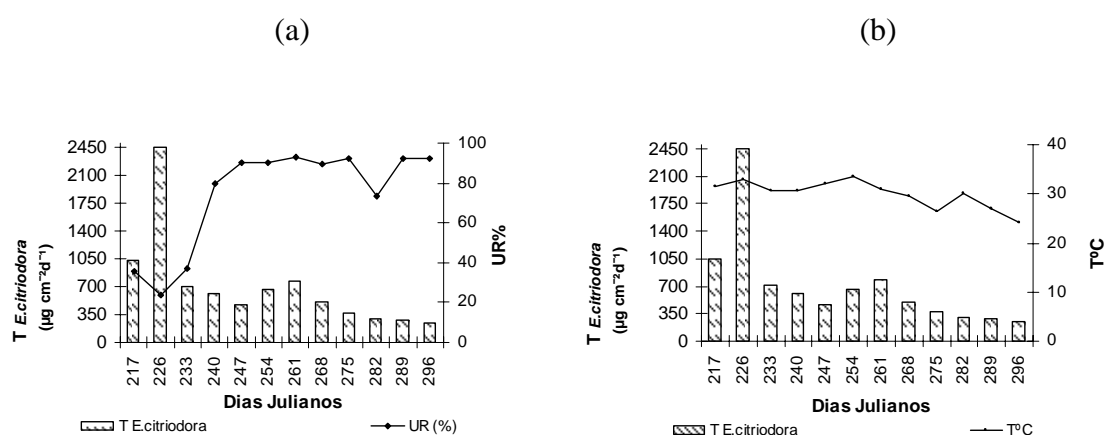 (a)
(b)
2450
2100
1750
1400
1050
700
350
0
T E.citriodora
(µg cm⁻²d⁻¹)
100
80
60
40
20
0
UR%
217 226 233 240 247 254 261 268 275 282 289 296
Dias Julianos
T E.citriodora UR (%)
2450
2100
1750
1400
1050
700
350
0
T E.citriodora
(µg cm⁻²d⁻¹)
40
30
20
10
0
TºC
217 226 233 240 247 254 261 268 275 282 289 296
Dias Julianos
T E.citriodora TºC